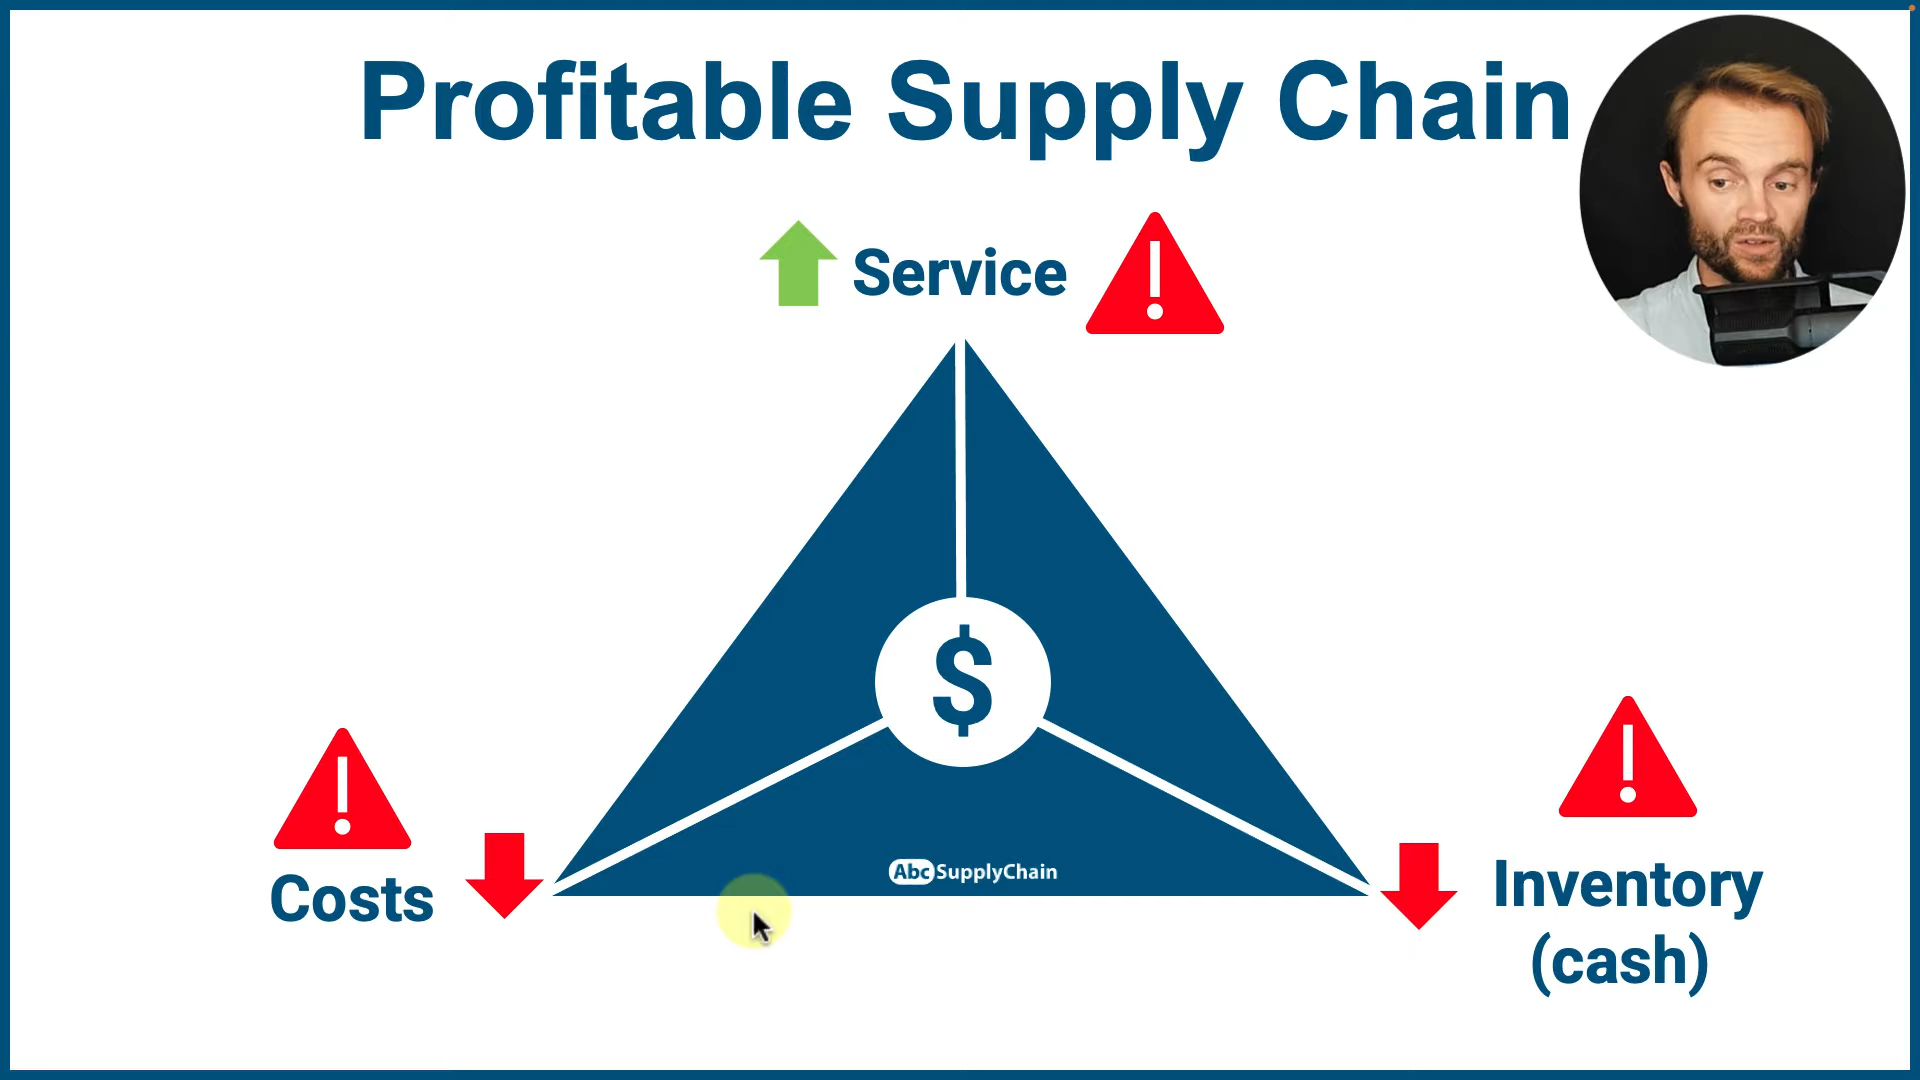 Profitable Supply Chain
Service
$
AbcSupplyChain
Costs
Inventory
(cash)